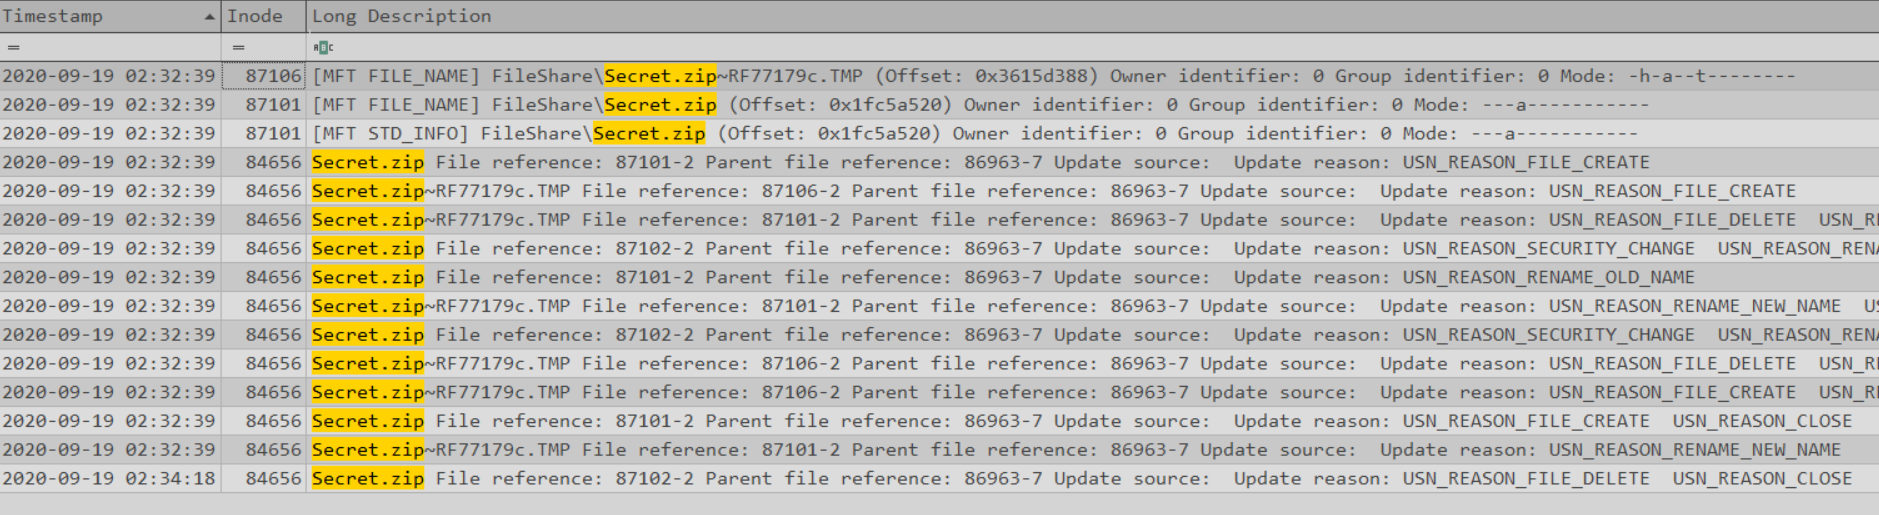 Timestamp Inode Long Description
= = ABC
2020-09-19 02:32:39 87106 [MFT FILE_NAME] FileShare\Secret.zip~RF77179c.TMP (Offset: 0x3615d388) Owner identifier: 0 Group identifier: 0 Mode: -h-a--t--------
2020-09-19 02:32:39 87101 [MFT FILE_NAME] FileShare\Secret.zip (Offset: 0x1fc5a520) Owner identifier: 0 Group identifier: 0 Mode: ---a-----------
2020-09-19 02:32:39 87101 [MFT STD_INFO] FileShare\Secret.zip (Offset: 0x1fc5a520) Owner identifier: 0 Group identifier: 0 Mode: ---a-----------
2020-09-19 02:32:39 84656 Secret.zip File reference: 87101-2 Parent file reference: 86963-7 Update source: Update reason: USN_REASON_FILE_CREATE
2020-09-19 02:32:39 84656 Secret.zip~RF77179c.TMP File reference: 87106-2 Parent file reference: 86963-7 Update source: Update reason: USN_REASON_FILE_CREATE
2020-09-19 02:32:39 84656 Secret.zip~RF77179c.TMP File reference: 87101-2 Parent file reference: 86963-7 Update source: Update reason: USN_REASON_FILE_DELETE USN_R
2020-09-19 02:32:39 84656 Secret.zip File reference: 87102-2 Parent file reference: 86963-7 Update source: Update reason: USN_REASON_SECURITY_CHANGE USN_REASON_RENA
2020-09-19 02:32:39 84656 Secret.zip File reference: 87101-2 Parent file reference: 86963-7 Update source: Update reason: USN_REASON_RENAME_OLD_NAME
2020-09-19 02:32:39 84656 Secret.zip~RF77179c.TMP File reference: 87101-2 Parent file reference: 86963-7 Update source: Update reason: USN_REASON_RENAME_NEW_NAME US
2020-09-19 02:32:39 84656 Secret.zip File reference: 87102-2 Parent file reference: 86963-7 Update source: Update reason: USN_REASON_SECURITY_CHANGE USN_REASON_RENA
2020-09-19 02:32:39 84656 Secret.zip~RF77179c.TMP File reference: 87106-2 Parent file reference: 86963-7 Update source: Update reason: USN_REASON_FILE_DELETE USN_R
2020-09-19 02:32:39 84656 Secret.zip~RF77179c.TMP File reference: 87106-2 Parent file reference: 86963-7 Update source: Update reason: USN_REASON_FILE_CREATE USN_R
2020-09-19 02:32:39 84656 Secret.zip File reference: 87101-2 Parent file reference: 86963-7 Update source: Update reason: USN_REASON_FILE_CREATE USN_REASON_CLOSE
2020-09-19 02:32:39 84656 Secret.zip~RF77179c.TMP File reference: 87101-2 Parent file reference: 86963-7 Update source: Update reason: USN_REASON_RENAME_NEW_NAME
2020-09-19 02:34:18 84656 Secret.zip File reference: 87102-2 Parent file reference: 86963-7 Update source: Update reason: USN_REASON_FILE_DELETE USN_REASON_CLOSE